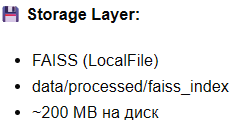 💾 Storage Layer:
• FAISS (LocalFile)
• data/processed/faiss_index
• ~200 MB на диск